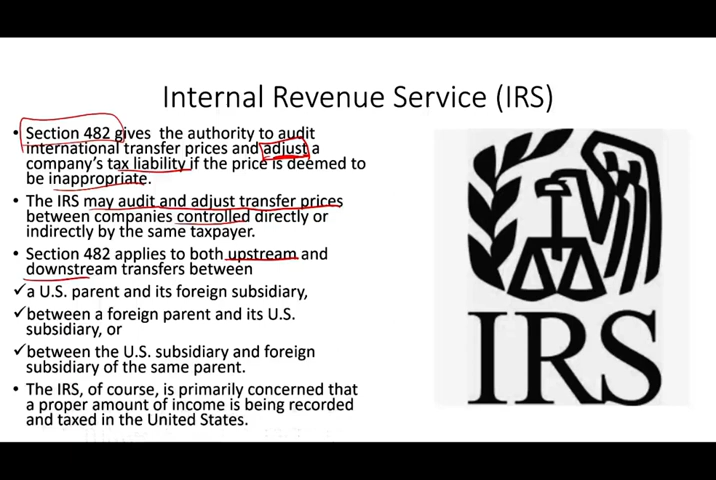 Internal Revenue Service (IRS)
• Section 482 gives the authority to audit
international transfer prices and adjust a
company's tax liability if the price is deemed to
be inappropriate.
• The IRS may audit and adjust transfer prices
between companies controlled directly or
indirectly by the same taxpayer.
• Section 482 applies to both upstream and
downstream transfers between
✓a U.S. parent and its foreign subsidiary,
✓between a foreign parent and its U.S.
subsidiary, or
✓between the U.S. subsidiary and foreign
subsidiary of the same parent.
• The IRS, of course, is primarily concerned that
a proper amount of income is being recorded
and taxed in the United States.
IRS